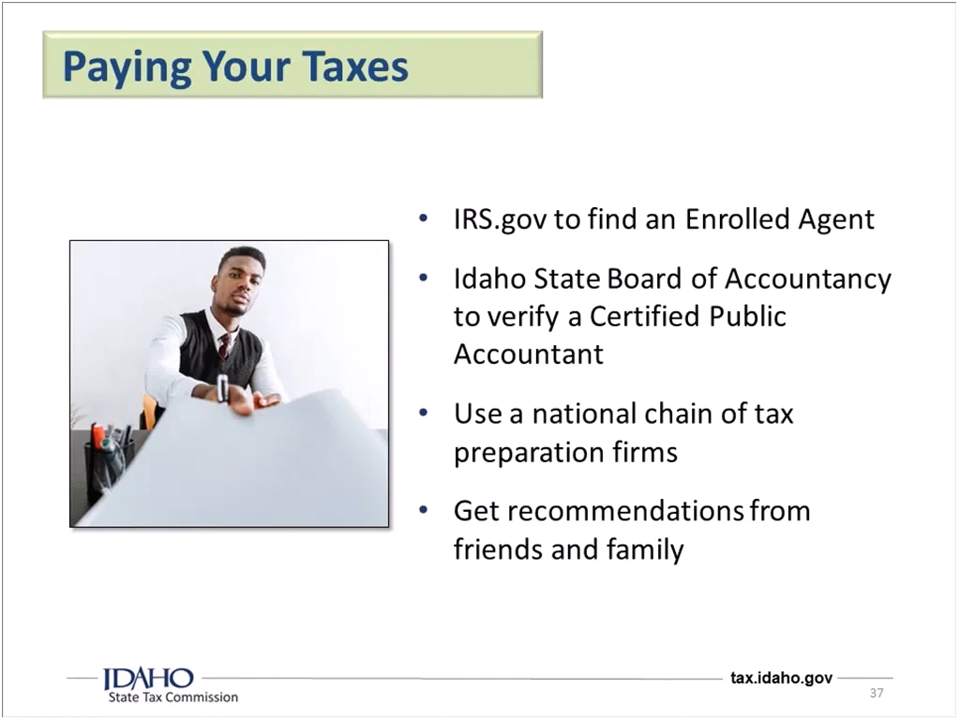 Paying Your Taxes
• IRS.gov to find an Enrolled Agent
• Idaho State Board of Accountancy
to verify a Certified Public
Accountant
• Use a national chain of tax
preparation firms
• Get recommendations from
friends and family
IDAHO
State Tax Commission
tax.idaho.gov
37